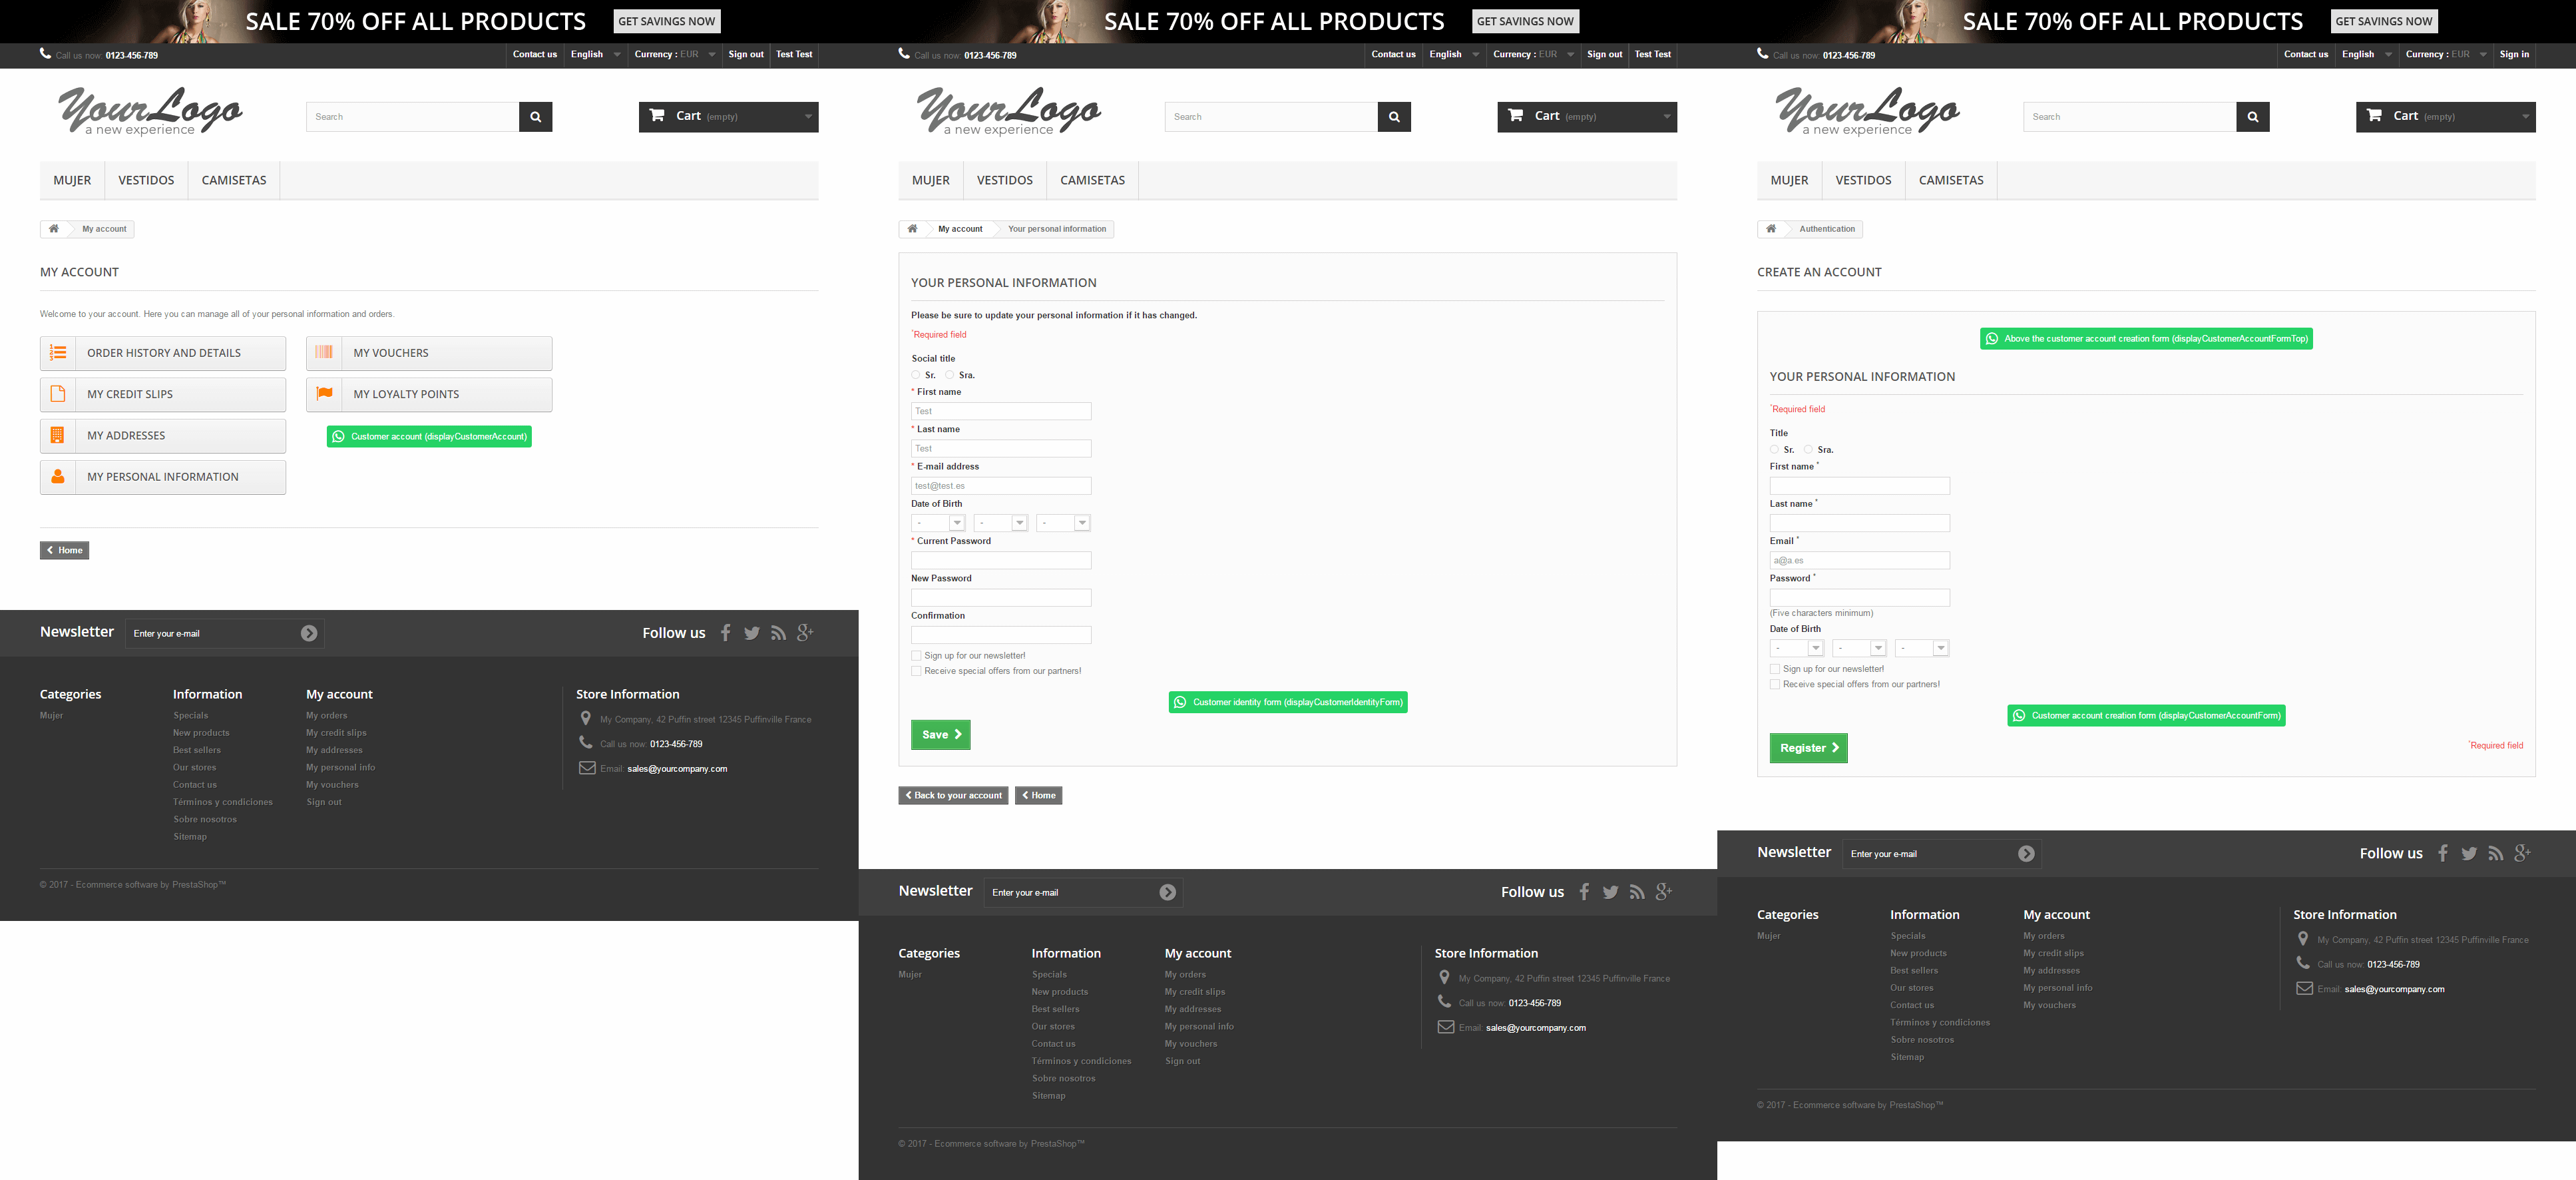 SALE 70% OFF ALL PRODUCTS GET SAVINGS NOW
Call us now: 0123-456-789 Contact us English Currency : EUR Sign out Test Test
YourLogo
a new experience
Search
Cart (empty)
MUJER VESTIDOS CAMISETAS
My account
MY ACCOUNT
Welcome to your account. Here you can manage all of your personal information and orders.
ORDER HISTORY AND DETAILS
MY VOUCHERS
MY CREDIT SLIPS
MY LOYALTY POINTS
MY ADDRESSES
Customer account (displayCustomerAccount)
MY PERSONAL INFORMATION
Home
Newsletter Enter your e-mail Follow us
Categories
Mujer
Information
Specials
New products
Best sellers
Our stores
Contact us
Términos y condiciones
Sobre nosotros
Sitemap
My account
My orders
My credit slips
My addresses
My personal info
My vouchers
Sign out
Store Information
My Company, 42 Puffin street 12345 Puffinville France
Call us now: 0123-456-789
Email: sales@yourcompany.com
© 2017 - Ecommerce software by PrestaShop™
SALE 70% OFF ALL PRODUCTS GET SAVINGS NOW
Call us now: 0123-456-789 Contact us English Currency : EUR Sign out Test Test
YourLogo
a new experience
Search
Cart (empty)
MUJER VESTIDOS CAMISETAS
My account Your personal information
YOUR PERSONAL INFORMATION
Please be sure to update your personal information if it has changed.
*Required field
Social title
Sr. Sra.
* First name
Test
* Last name
Test
* E-mail address
test@test.es
Date of Birth
- - -
* Current Password
New Password
Confirmation
Sign up for our newsletter!
Receive special offers from our partners!
Customer identity form (displayCustomerIdentityForm)
Save
Back to your account Home
Newsletter Enter your e-mail Follow us
Categories
Mujer
Information
Specials
New products
Best sellers
Our stores
Contact us
Términos y condiciones
Sobre nosotros
Sitemap
My account
My orders
My credit slips
My addresses
My personal info
My vouchers
Sign out
Store Information
My Company, 42 Puffin street 12345 Puffinville France
Call us now: 0123-456-789
Email: sales@yourcompany.com
© 2017 - Ecommerce software by PrestaShop™
SALE 70% OFF ALL PRODUCTS GET SAVINGS NOW
Call us now: 0123-456-789 Contact us English Currency : EUR Sign in
YourLogo
a new experience
Search
Cart (empty)
MUJER VESTIDOS CAMISETAS
Authentication
CREATE AN ACCOUNT
Above the customer account creation form (displayCustomerAccountFormTop)
YOUR PERSONAL INFORMATION
*Required field
Title
Sr. Sra.
First name *
Last name *
Email *
a@a.es
Password *
(Five characters minimum)
Date of Birth
- - -
Sign up for our newsletter!
Receive special offers from our partners!
Customer account creation form (displayCustomerAccountForm)
Register
*Required field
Newsletter Enter your e-mail Follow us
Categories
Mujer
Information
Specials
New products
Best sellers
Our stores
Contact us
Términos y condiciones
Sobre nosotros
Sitemap
My account
My orders
My credit slips
My addresses
My personal info
My vouchers
Store Information
My Company, 42 Puffin street 12345 Puffinville France
Call us now: 0123-456-789
Email: sales@yourcompany.com
© 2017 - Ecommerce software by PrestaShop™